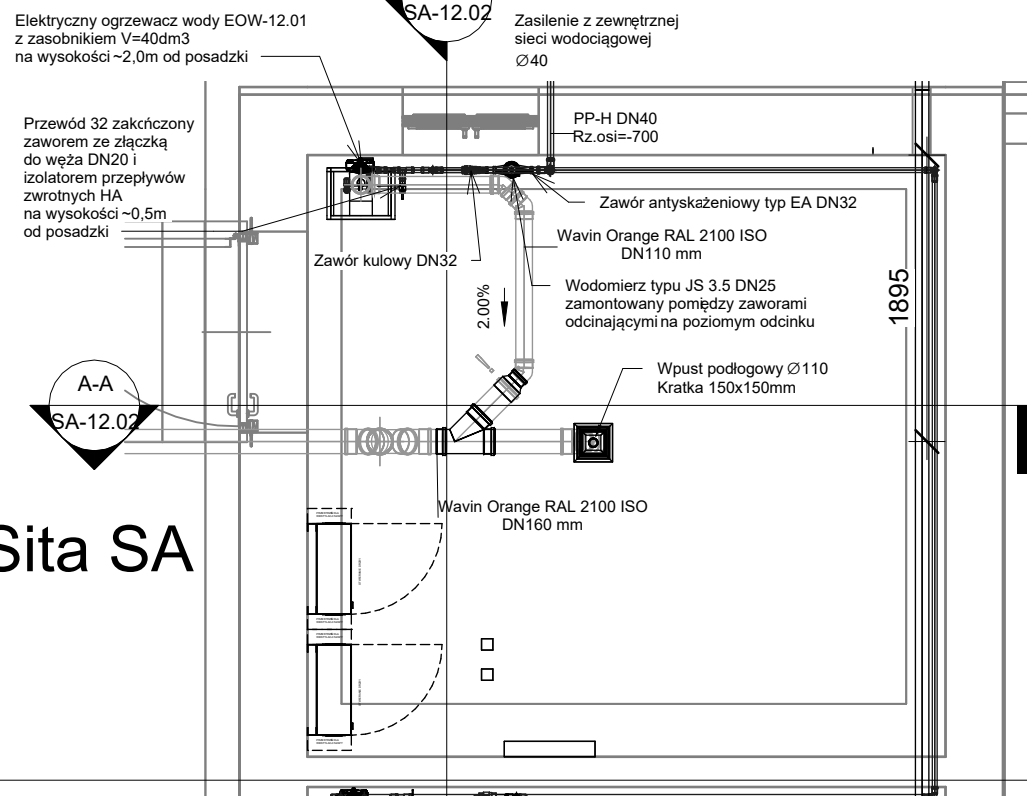 Elektryczny ogrzewacz wody EOW-12.01
z zasobnikiem V=40dm3
na wysokości ~2,0m od posadzki
SA-12.02
Zasilenie z zewnętrznej
sieci wodociągowej
Ø40
Przewód 32 zakończony
zaworem ze złączką
do węża DN20 i
izolatorem przepływów
zwrotnych HA
na wysokości ~0,5m
od posadzki
PP-H DN40
Rz.osi=-700
Zawór antyskażeniowy typ EA DN32
Wavin Orange RAL 2100 ISO
DN110 mm
Zawór kulowy DN32
Wodomierz typu JS 3.5 DN25
zamontowany pomiędzy zaworami
odcinającymi na poziomym odcinku
2.00%
1895
Wpust podłogowy Ø110
Kratka 150x150mm
A-A
SA-12.02
Wavin Orange RAL 2100 ISO
DN160 mm
Sita SA